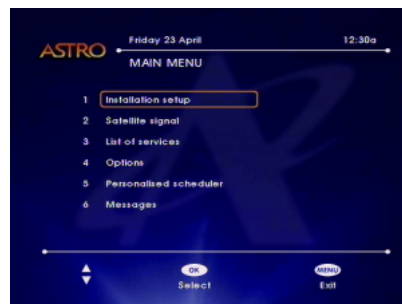 Friday 23 April 12:30a
ASTRO
MAIN MENU
1 Installation setup
2 Satellite signal
3 List of services
4 Options
5 Personalised scheduler
6 Messages
OK MENU
Select Exit